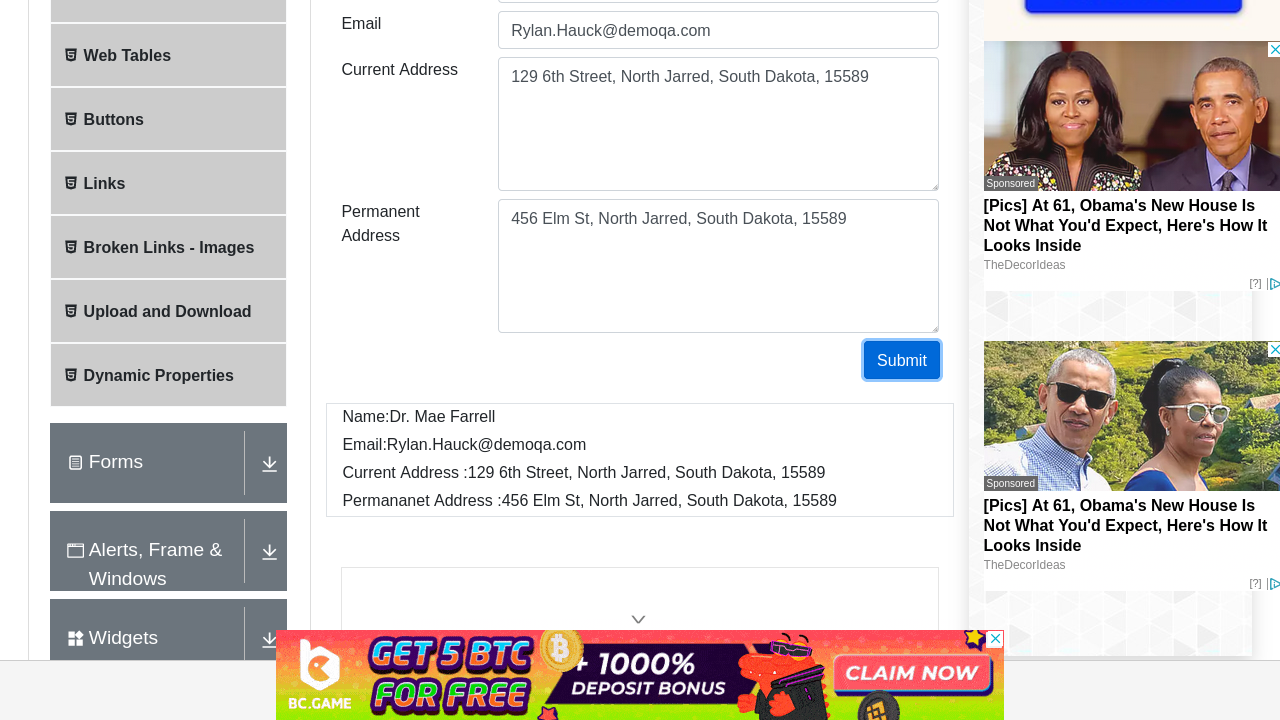 Web Tables
Buttons
Links
Broken Links - Images
Upload and Download
Dynamic Properties
Forms
Alerts, Frame &
Windows
Widgets
Email
Rylan.Hauck@demoqa.com
Current Address
129 6th Street, North Jarred, South Dakota, 15589
Permanent
Address
456 Elm St, North Jarred, South Dakota, 15589
Submit
Name:Dr. Mae Farrell
Email:Rylan.Hauck@demoqa.com
Current Address :129 6th Street, North Jarred, South Dakota, 15589
Permananet Address :456 Elm St, North Jarred, South Dakota, 15589
Sponsored
[Pics] At 61, Obama's New House Is
Not What You'd Expect, Here's How It
Looks Inside
TheDecorIdeas
[?]
Sponsored
[Pics] At 61, Obama's New House Is
Not What You'd Expect, Here's How It
Looks Inside
TheDecorIdeas
[?]
BC.GAME
GET 5 BTC
FOR FREE
+ 1000%
DEPOSIT BONUS
CLAIM NOW